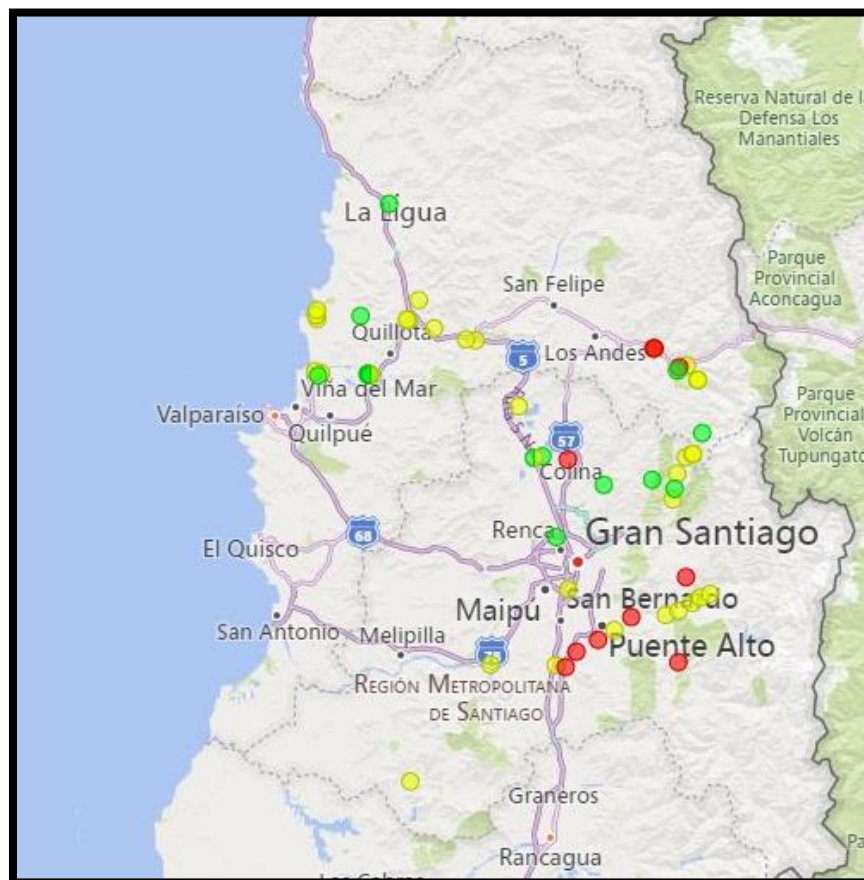 Reserva Natural de l
Defensa Los
Manantiales
La Ligua
Parque
Provincial
Aconcagua
San Felipe
Quillota
5
Los Andes
Viña del Mar
Valparaíso
Quilpué
Parque
Provincial
Volcán
Tupungato
57
Colina
Renca
Gran Santiago
68
El Quisco
Maipú
San Bernardo
San Antonio
Melipilla
Puente Alto
78
REGIÓN METROPOLITANA
DE SANTIAGO
Graneros
Rancagua
Pa